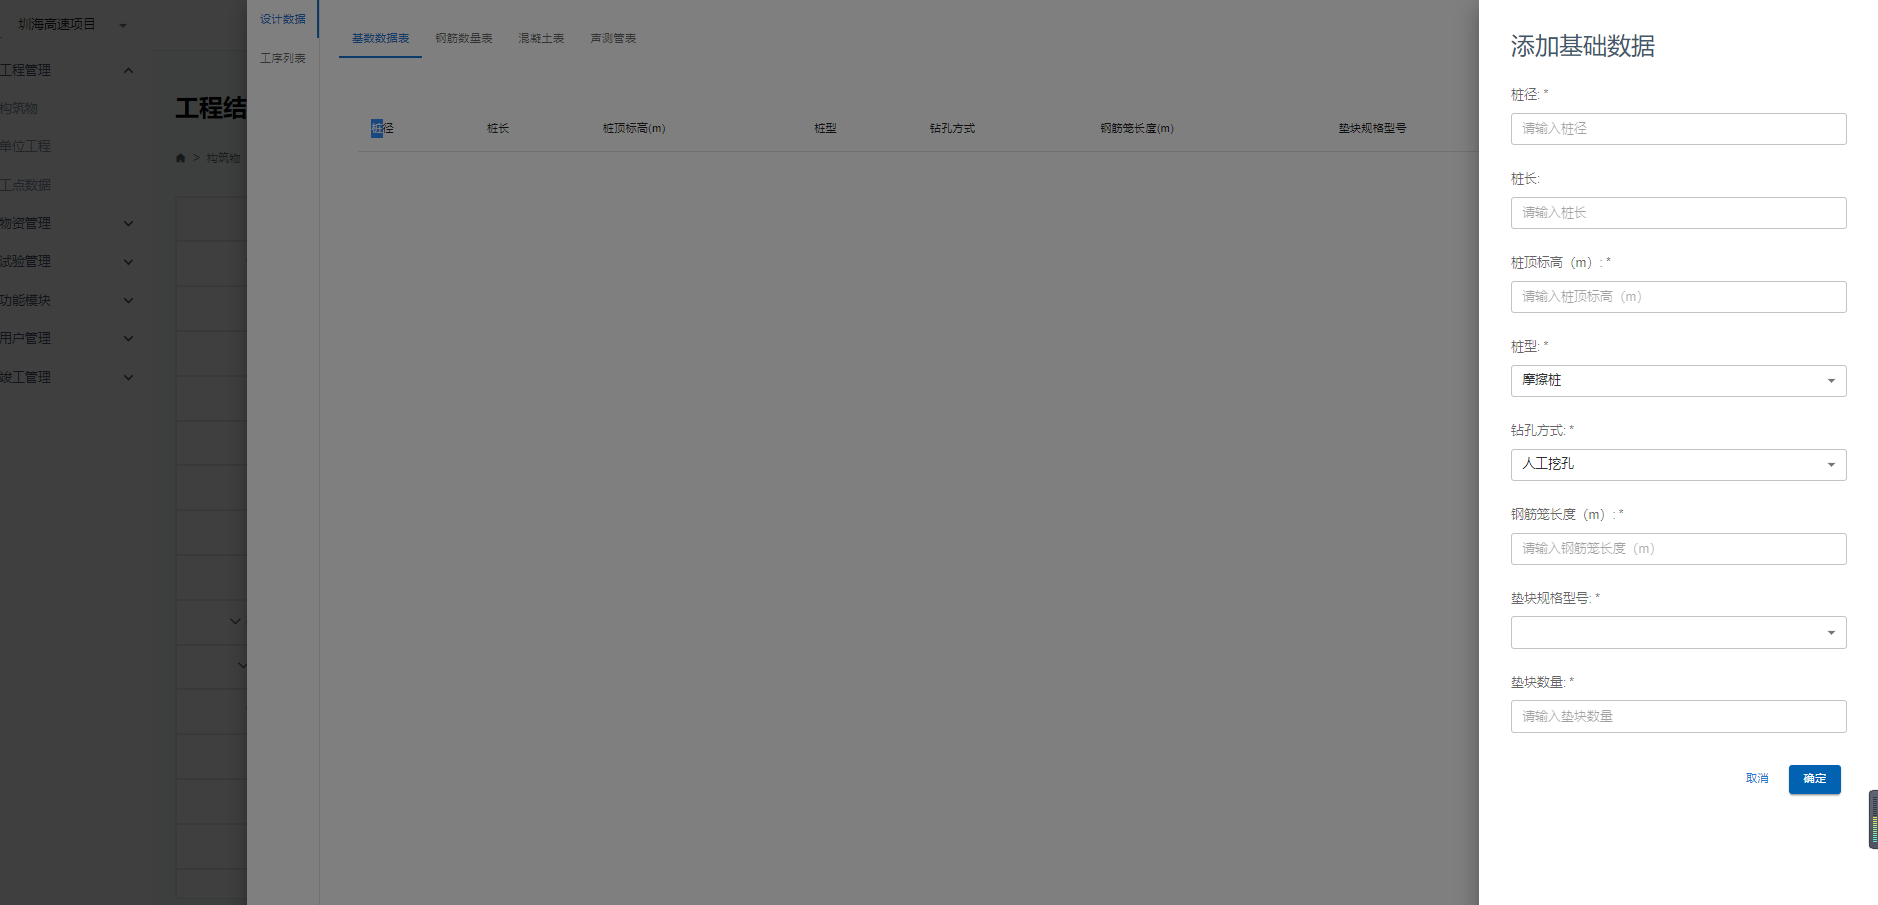 圳海高速项目
工程管理
构筑物
单位工程
工点数据
物资管理
试验管理
功能模块
用户管理
竣工管理
工程结
> 构筑物
设计数据
工序列表
基数数据表 钢筋数量表 混凝土表 声测管表
桩径 桩长 桩顶标高(m) 桩型 钻孔方式 钢筋笼长度(m) 垫块规格型号
添加基础数据
桩径: *
请输入桩径
桩长:
请输入桩长
桩顶标高（m）: *
请输入桩顶标高（m）
桩型: *
摩擦桩
钻孔方式: *
人工挖孔
钢筋笼长度（m）: *
请输入钢筋笼长度（m）
垫块规格型号: *
垫块数量: *
请输入垫块数量
取消 确定